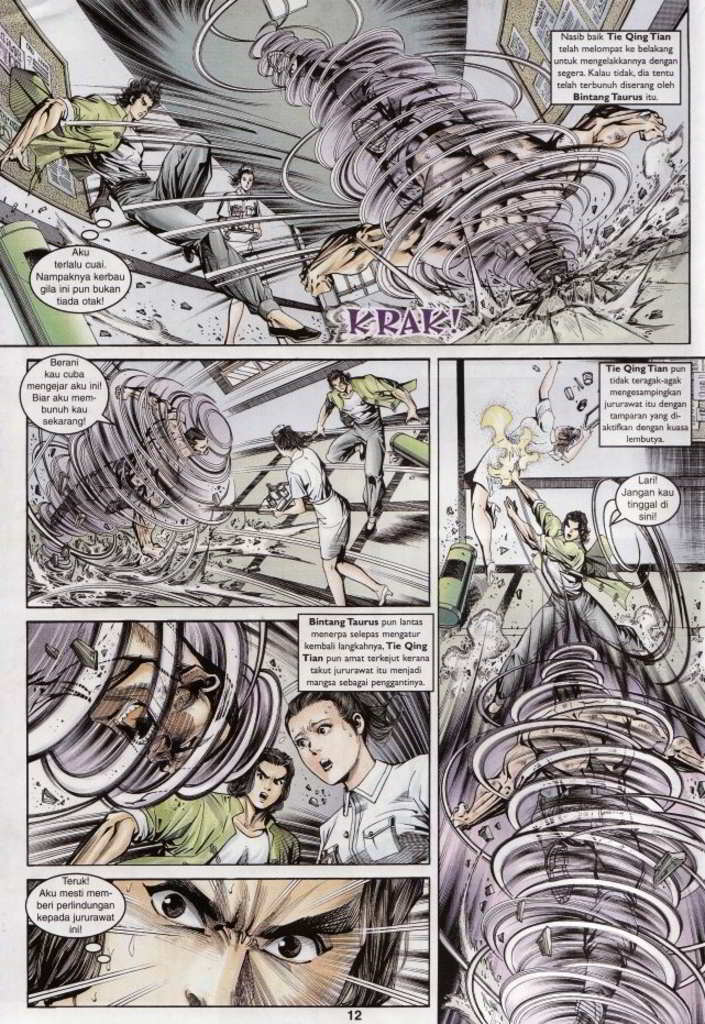 Nasib baik Tie Qing Tian
telah melompat ke belakang
untuk mengelakkannya dengan
segera. Kalau tidak, dia tentu
telah terbunuh diserang oleh
Bintang Taurus itu.
Aku
terlalu cuai.
Nampaknya kerbau
gila ini pun bukan
tiada otak!
KRAK!
Berani
kau cuba
mengejar aku ini!
Biar aku mem-
bunuh kau
sekarang!
Bintang Taurus pun lantas
menerpa selepas mengatur
kembali langkahnya, Tie Qing
Tian pun amat terkejut kerana
takut jururawat itu menjadi
mangsa sebagai penggantinya.
Teruk!
Aku mesti mem-
beri perlindungan
kepada jururawat
ini!
Tie Qing Tian pun
tidak teragak-agak
mengesampingkan
jururawat itu dengan
tamparan yang di-
aktifkan dengan kuasa
lembutya.
Lari!
Jangan kau
tinggal di
sini!
12